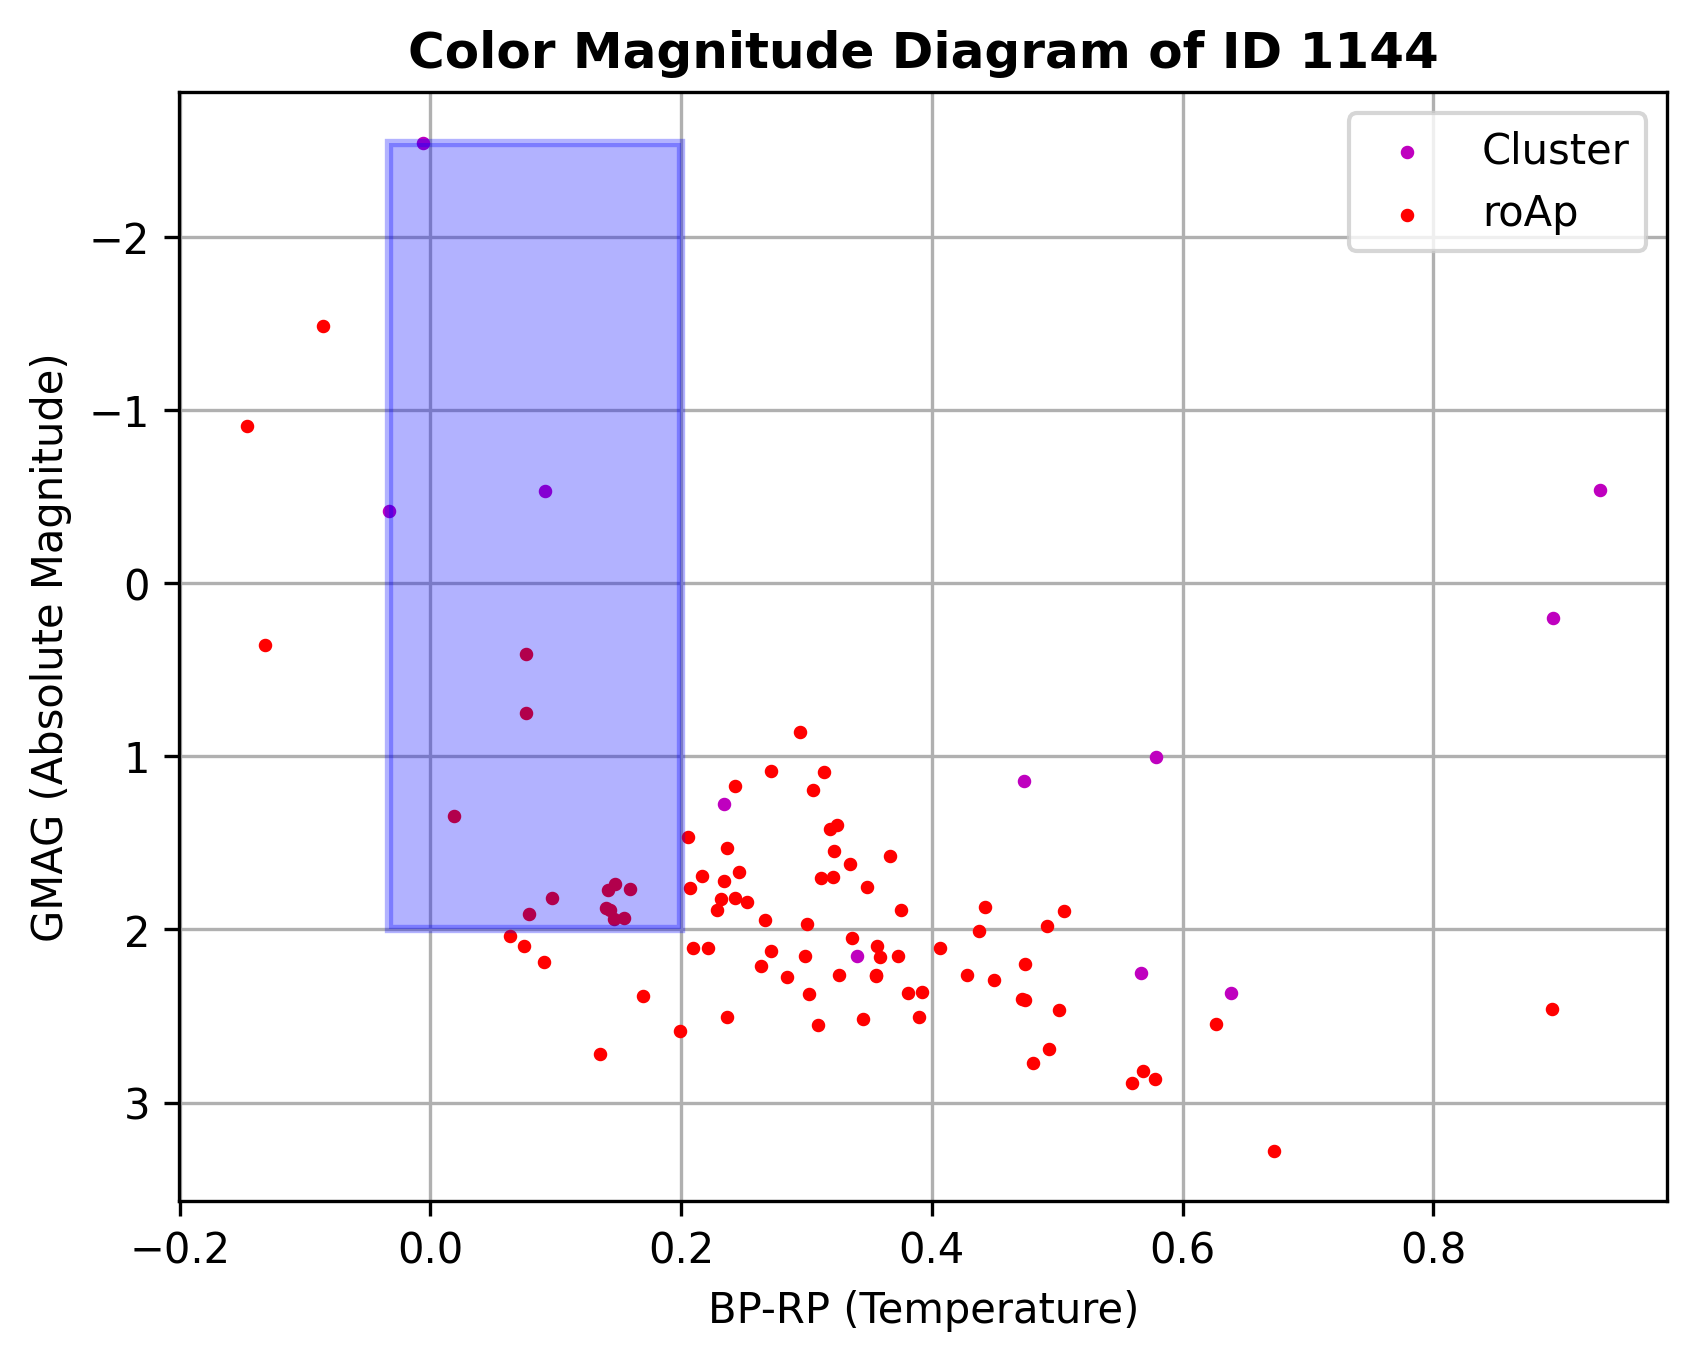 Color Magnitude Diagram of ID 1144
Cluster
roAp
GMAG (Absolute Magnitude)
−2
−1
0
1
2
3
−0.2 0.0 0.2 0.4 0.6 0.8
BP-RP (Temperature)